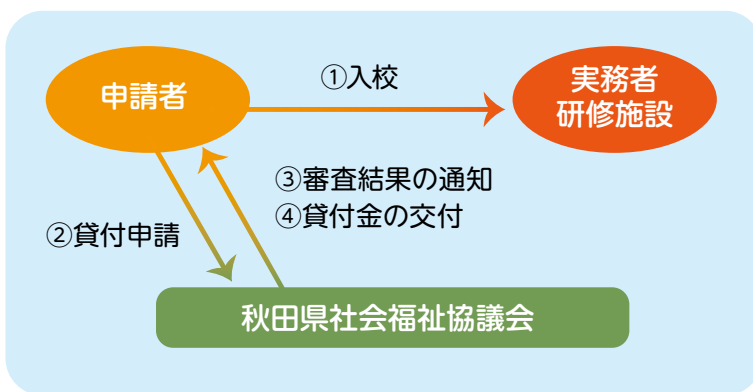 申請者
①入校
実務者
研修施設
③審査結果の通知
④貸付金の交付
②貸付申請
秋田県社会福祉協議会